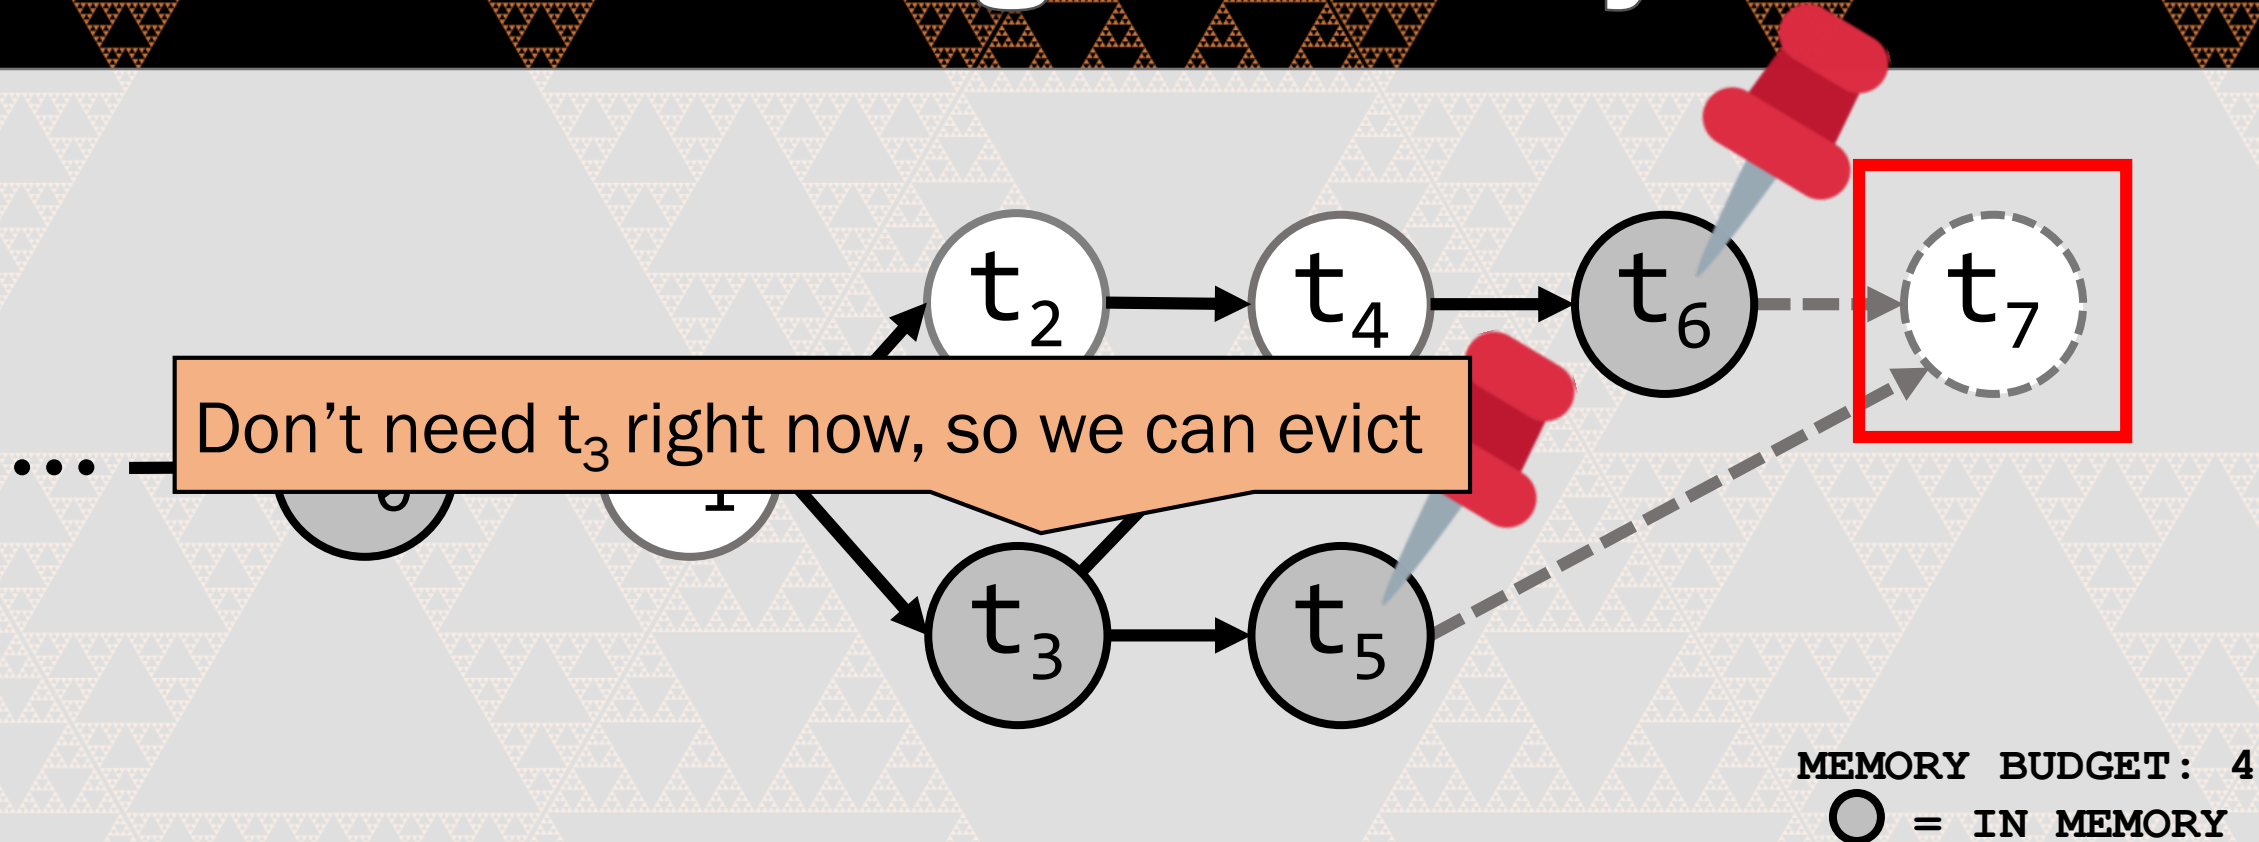 t2
t4
t6
t7
Don’t need t3 right now, so we can evict
•••
1
t3
t5
MEMORY BUDGET: 4
= IN MEMORY